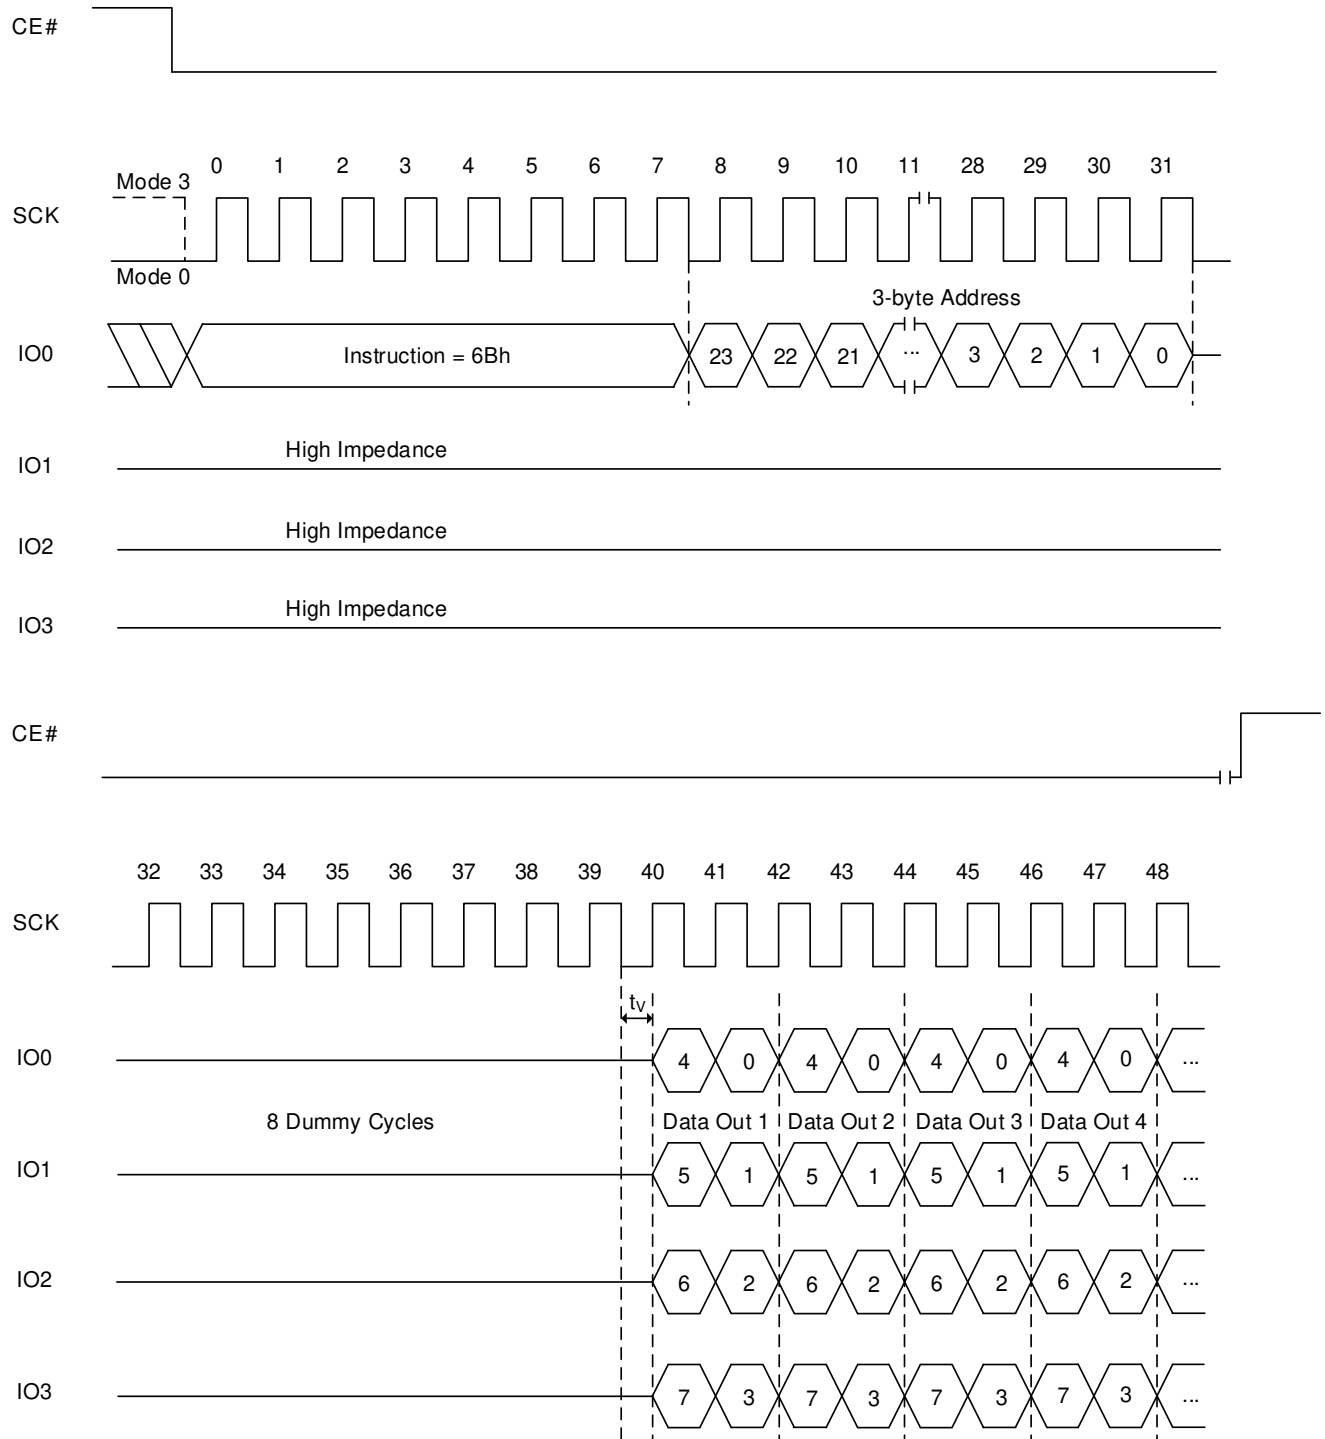 CE#
0 1 2 3 4 5 6 7 8 9 10 11 28 29 30 31
Mode 3
SCK
Mode 0
3-byte Address
IO0 Instruction = 6Bh 23 22 21 ... 3 2 1 0
High Impedance
IO1
High Impedance
IO2
High Impedance
IO3
CE#
32 33 34 35 36 37 38 39 40 41 42 43 44 45 46 47 48
SCK
tV
IO0 4 0 4 0 4 0 4 0 ...
8 Dummy Cycles Data Out 1 Data Out 2 Data Out 3 Data Out 4
IO1 5 1 5 1 5 1 5 1 ...
IO2 6 2 6 2 6 2 6 2 ...
IO3 7 3 7 3 7 3 7 3 ...